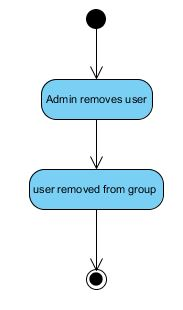 Admin removes user
user removed from group